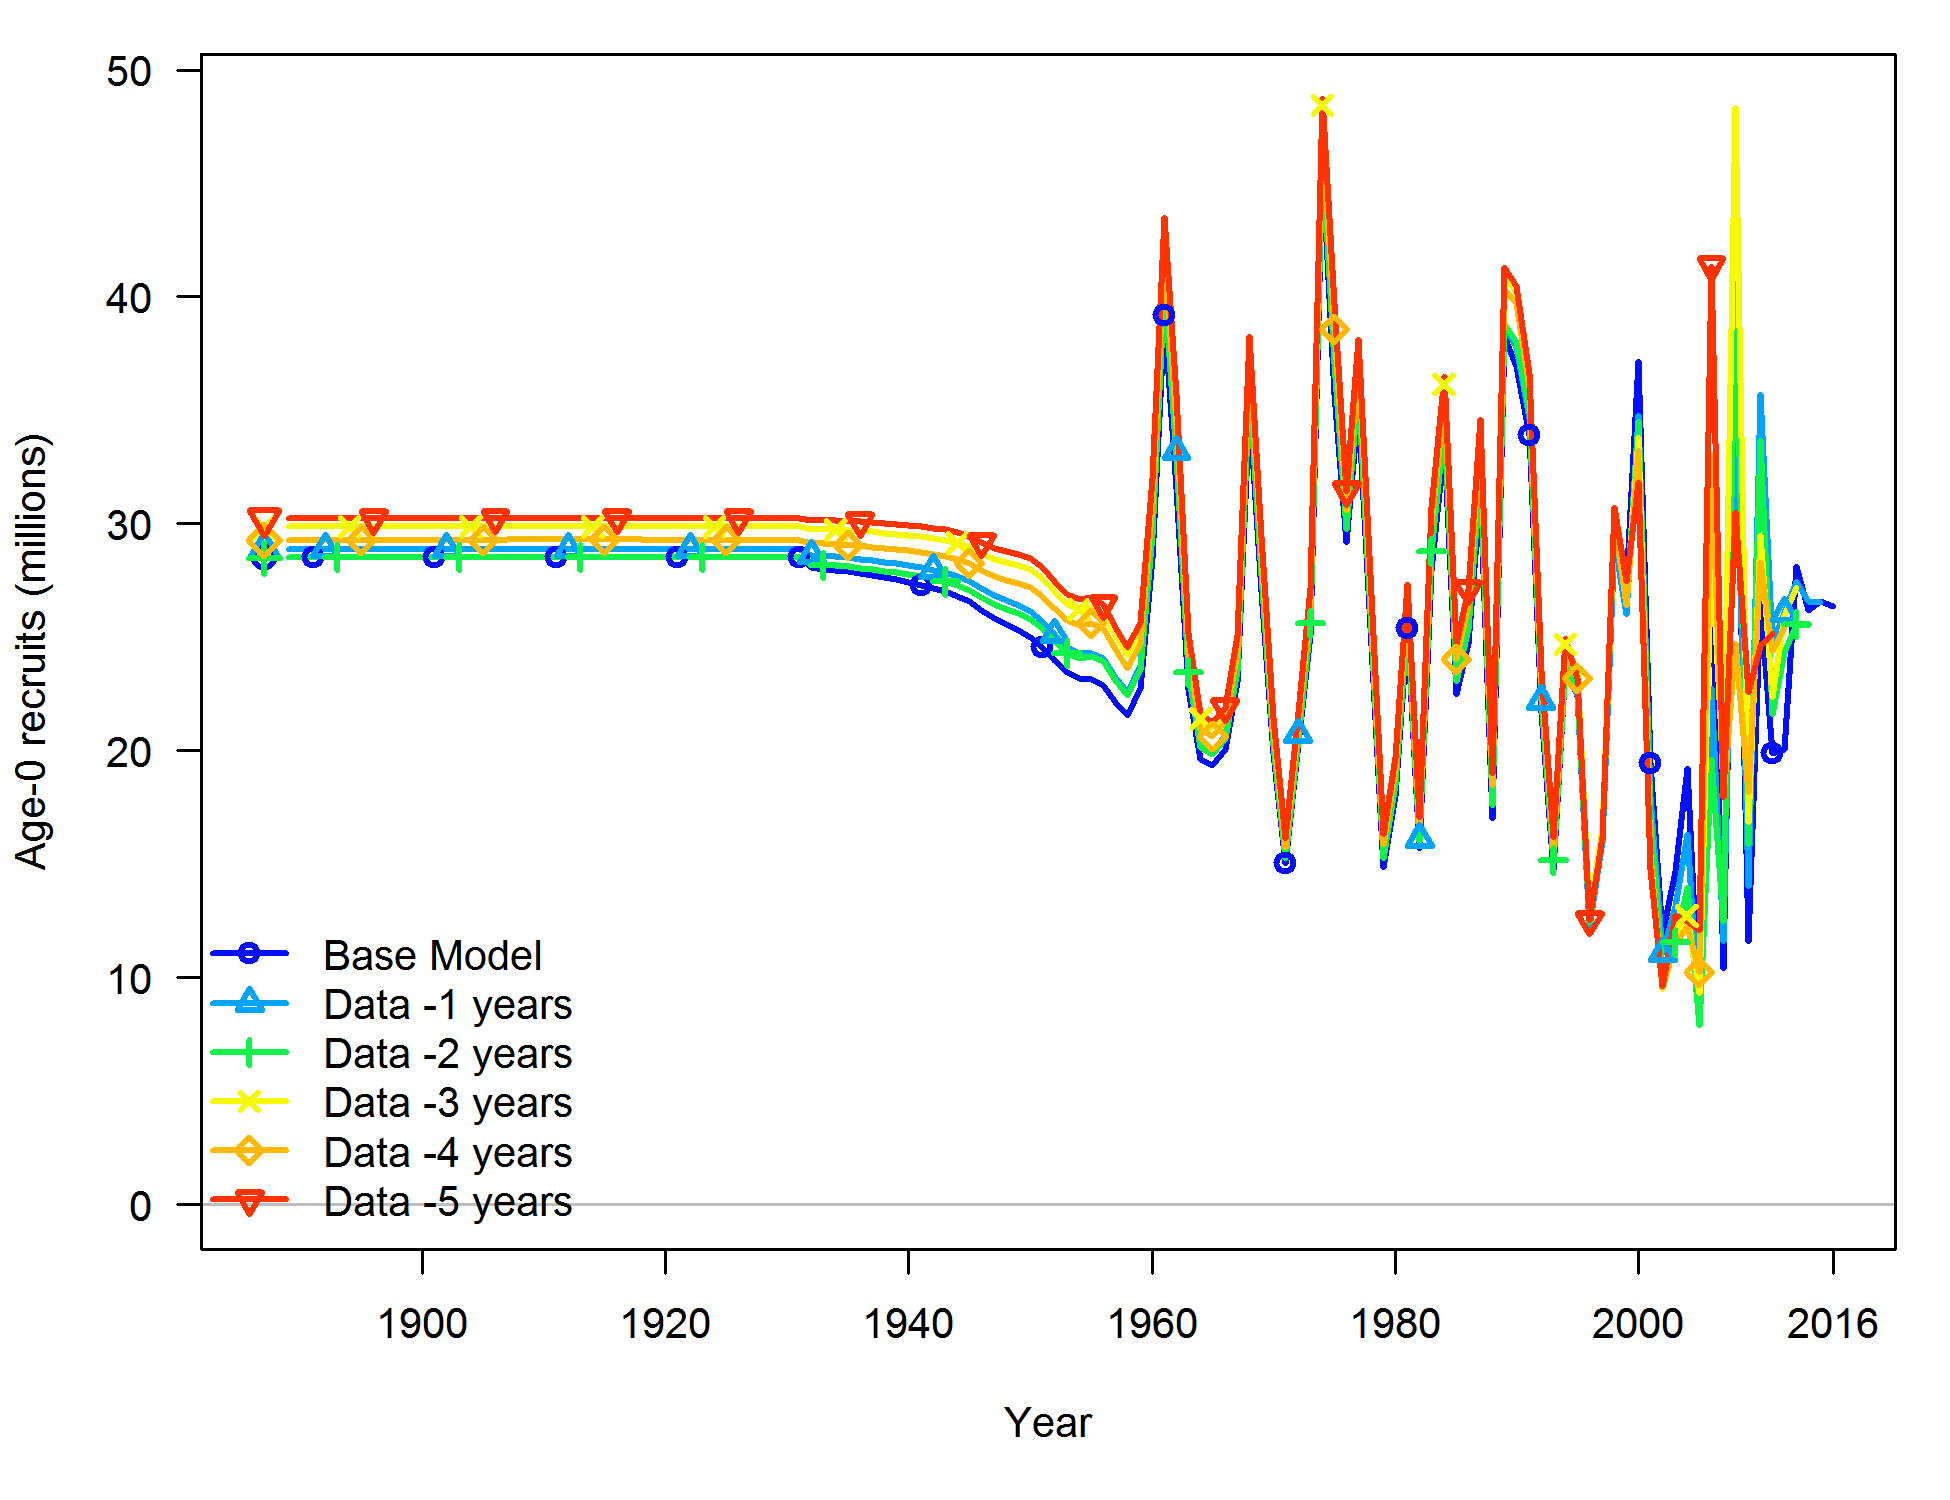 50
40
30
20
10
0
Age-0 recruits (millions)
Base Model
Data -1 years
Data -2 years
Data -3 years
Data -4 years
Data -5 years
1900 1920 1940 1960 1980 2000 2016
Year